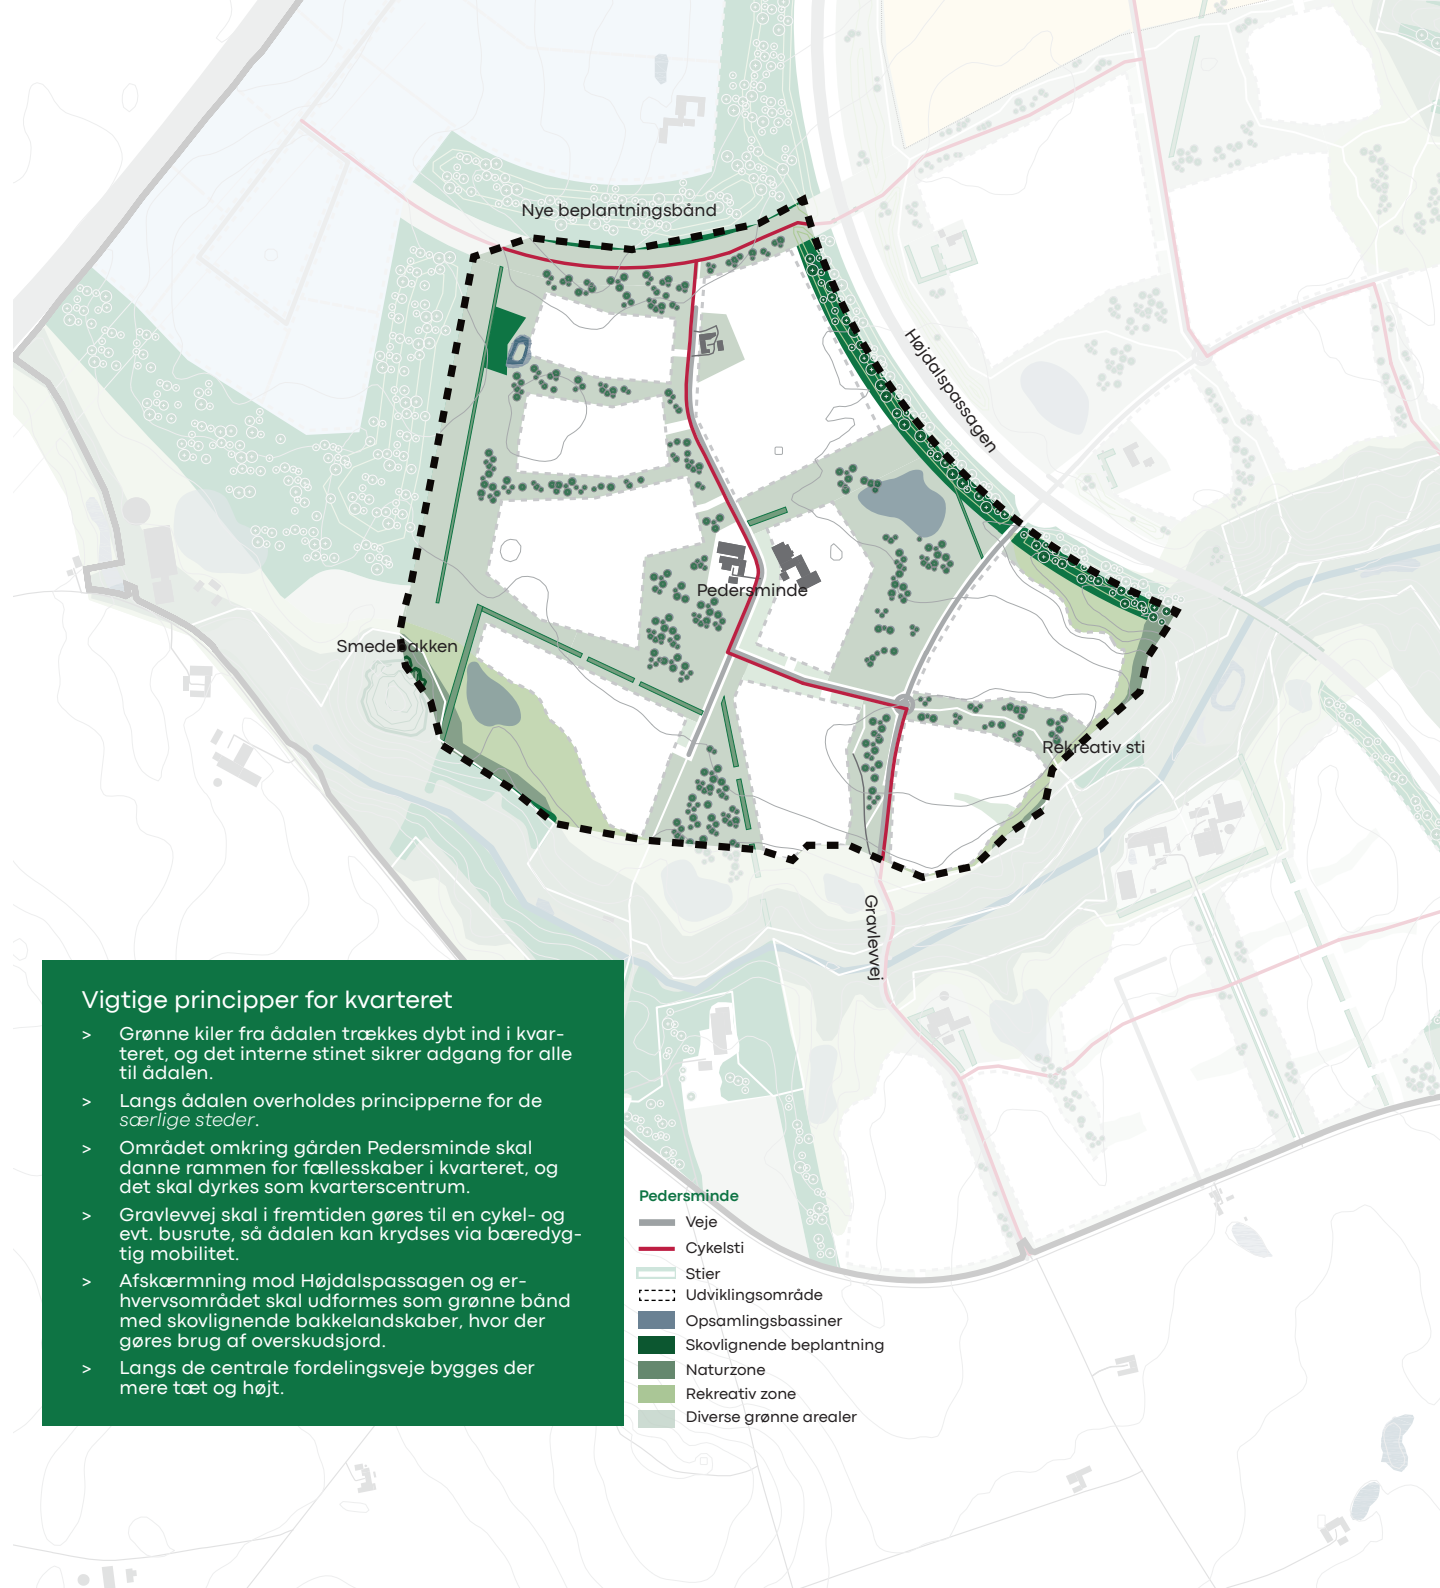 Nye beplantningsbånd
Højdalspassagen
Pedersminde
Smedebakken
Rekreativ sti
Gravlevvej
Vigtige principper for kvarteret
> Grønne kiler fra ådalen trækkes dybt ind i kvar-
teret, og det interne stinet sikrer adgang for alle
til ådalen.
> Langs ådalen overholdes principperne for de
særlige steder.
> Området omkring gården Pedersminde skal
danne rammen for fællesskaber i kvarteret, og
det skal dyrkes som kvarterscentrum.
> Gravlevvej skal i fremtiden gøres til en cykel- og
evt. busrute, så ådalen kan krydses via bæredyg-
tig mobilitet.
> Afskærmning mod Højdalspassagen og er-
hvervsområdet skal udformes som grønne bånd
med skovlignende bakkelandskaber, hvor der
gøres brug af overskudsjord.
> Langs de centrale fordelingsveje bygges der
mere tæt og højt.
Pedersminde
Veje
Cykelsti
Stier
Udviklingsområde
Opsamlingsbassiner
Skovlignende beplantning
Naturzone
Rekreativ zone
Diverse grønne arealer